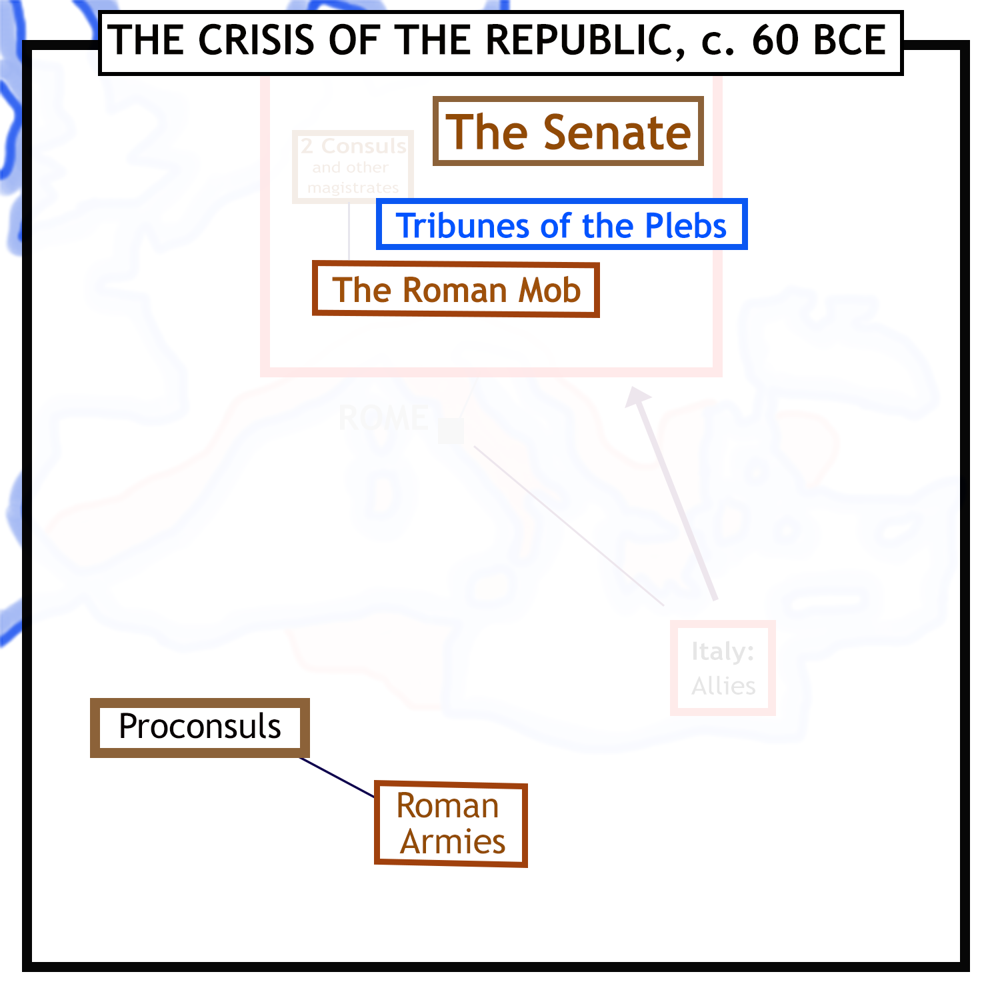 THE CRISIS OF THE REPUBLIC, c. 60 BCE
The Senate
2 Consuls
and other
magistrates
Tribunes of the Plebs
The Roman Mob
ROME
Italy:
Allies
Proconsuls
Roman
Armies